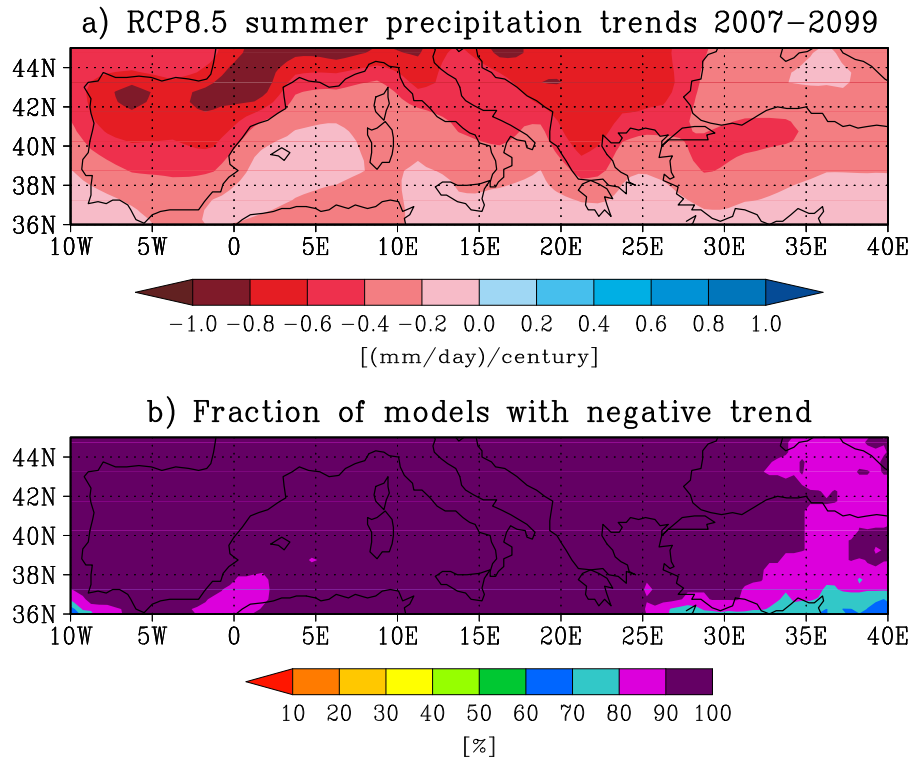 a) RCP8.5 summer precipitation trends 2007−2099
44N
42N
40N
38N
36N
10W 5W 0 5E 10E 15E 20E 25E 30E 35E 40E
−1.0 −0.8 −0.6 −0.4 −0.2 0.0 0.2 0.4 0.6 0.8 1.0
[(mm/day)/century]
b) Fraction of models with negative trend
44N
42N
40N
38N
36N
10W 5W 0 5E 10E 15E 20E 25E 30E 35E 40E
10 20 30 40 50 60 70 80 90 100
[%]